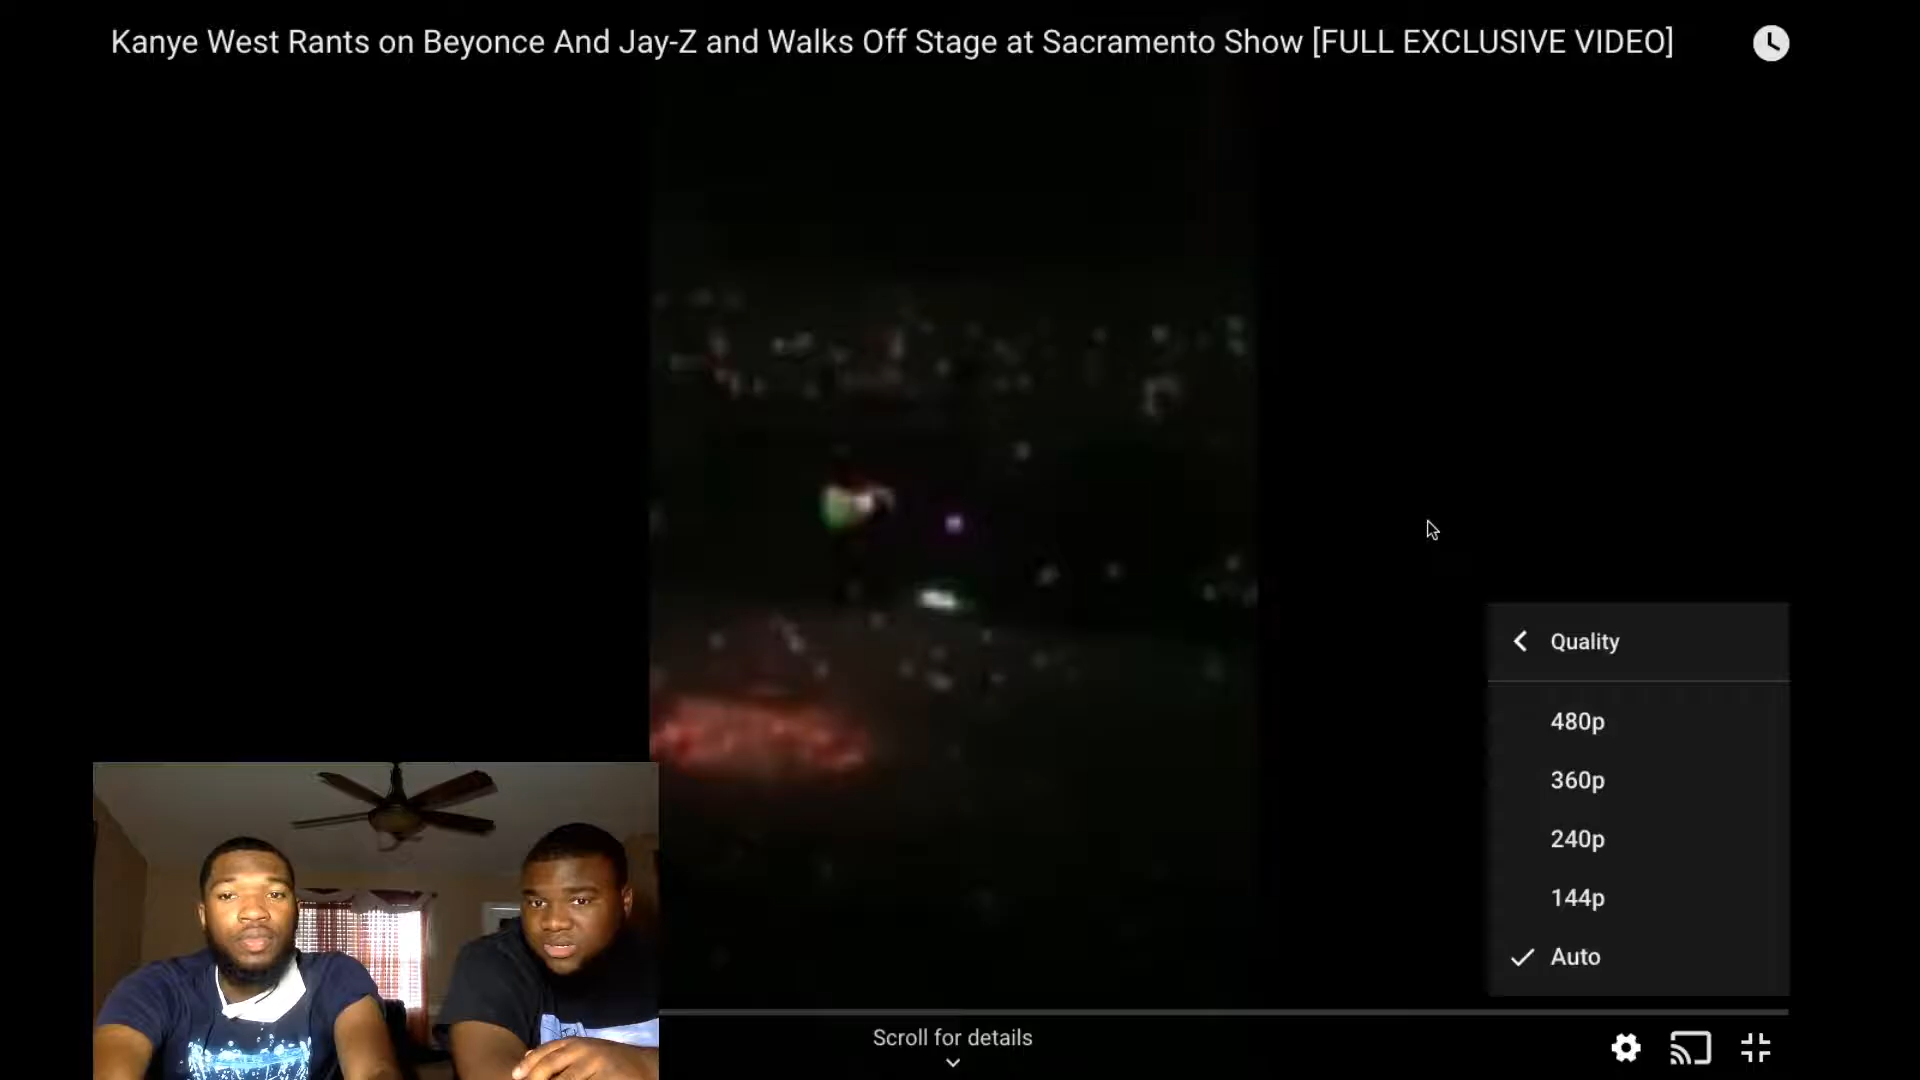 Kanye West Rants on Beyonce And Jay-Z and Walks Off Stage at Sacramento Show [FULL EXCLUSIVE VIDEO]
Quality
480p
360p
240p
144p
Auto
Scroll for details